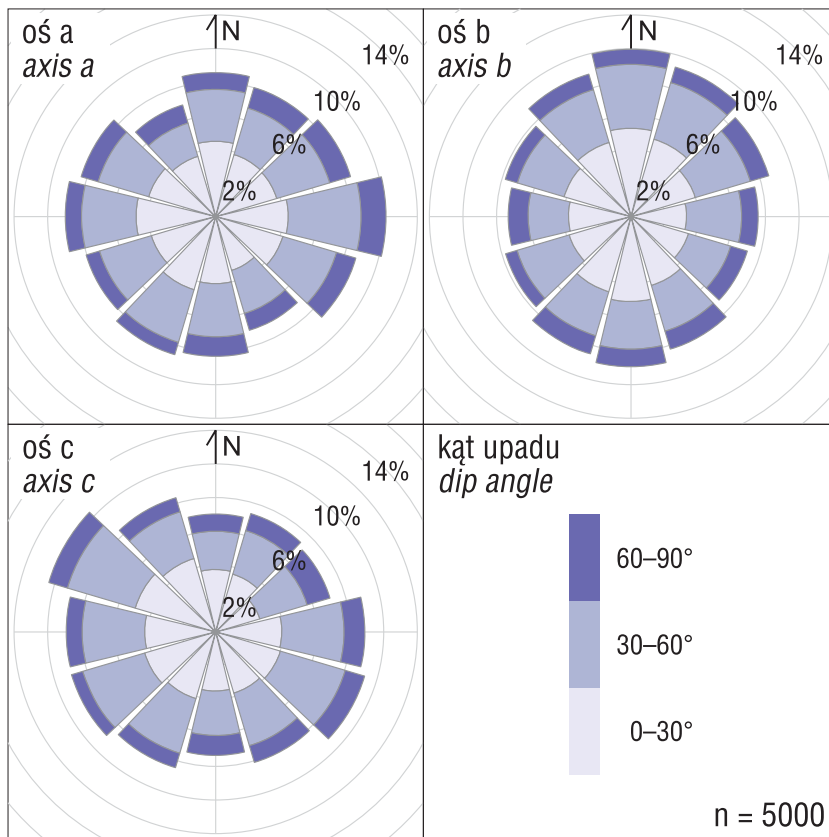 oś a
axis a
N
14%
10%
6%
2%
oś b
axis b
N
14%
10%
6%
2%
oś c
axis c
N
14%
10%
6%
2%
kąt upadu
dip angle
60–90°
30–60°
0–30°
n = 5000